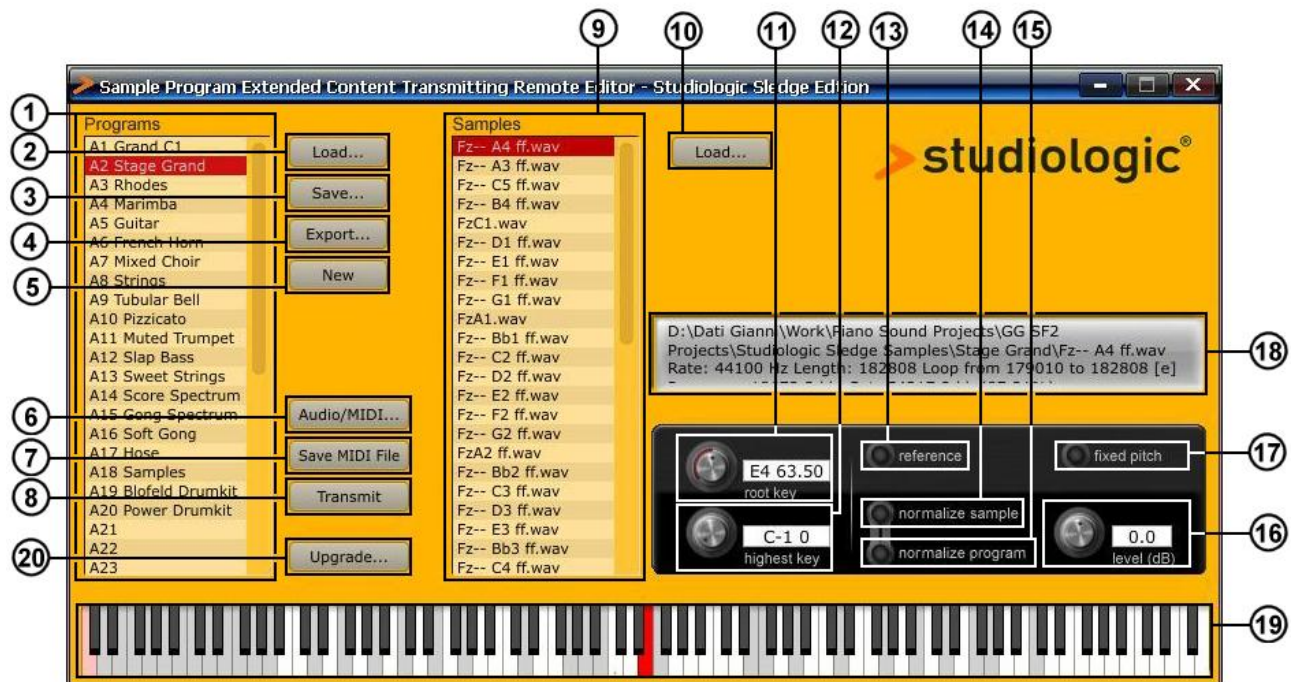 9
10
11
12
13
14
15
Sample Program Extended Content Transmitting Remote Editor - Studiologic Sledge Edtion
1
2
3
4
5
6
7
8
20
Programs
A1 Grand C1
A2 Stage Grand
A3 Rhodes
A4 Marimba
A5 Guitar
A6 French Horn
A7 Mixed Choir
A8 Strings
A9 Tubular Bell
A10 Pizzicato
A11 Muted Trumpet
A12 Slap Bass
A13 Sweet Strings
A14 Score Spectrum
A15 Gong Spectrum
A16 Soft Gong
A17 Hose
A18 Samples
A19 Blofeld Drumkit
A20 Power Drumkit
A21
A22
A23
Load...
Save...
Export...
New
Audio/MIDI...
Save MIDI File
Transmit
Upgrade...
Samples
Fz-- A4 ff.wav
Fz-- A3 ff.wav
Fz-- C5 ff.wav
Fz-- B4 ff.wav
FzC1.wav
Fz-- D1 ff.wav
Fz-- E1 ff.wav
Fz-- F1 ff.wav
Fz-- G1 ff.wav
FzA1.wav
Fz-- Bb1 ff.wav
Fz-- C2 ff.wav
Fz-- D2 ff.wav
Fz-- E2 ff.wav
Fz-- F2 ff.wav
Fz-- G2 ff.wav
FzA2 ff.wav
Fz-- Bb2 ff.wav
Fz-- C3 ff.wav
Fz-- D3 ff.wav
Fz-- E3 ff.wav
Fz-- Bb3 ff.wav
Fz-- C4 ff.wav
Load...
studiologic®
D:\Dati Gianni\Work\Piano Sound Projects\GG SF2
Projects\Studiologic Sledge Samples\Stage Grand\Fz-- A4 ff.wav
Rate: 44100 Hz Length: 182808 Loop from 179010 to 182808 [e]
18
E4 63.50
root key
reference
fixed pitch
17
C-1 0
highest key
normalize sample
normalize program
0.0
level (dB)
16
19